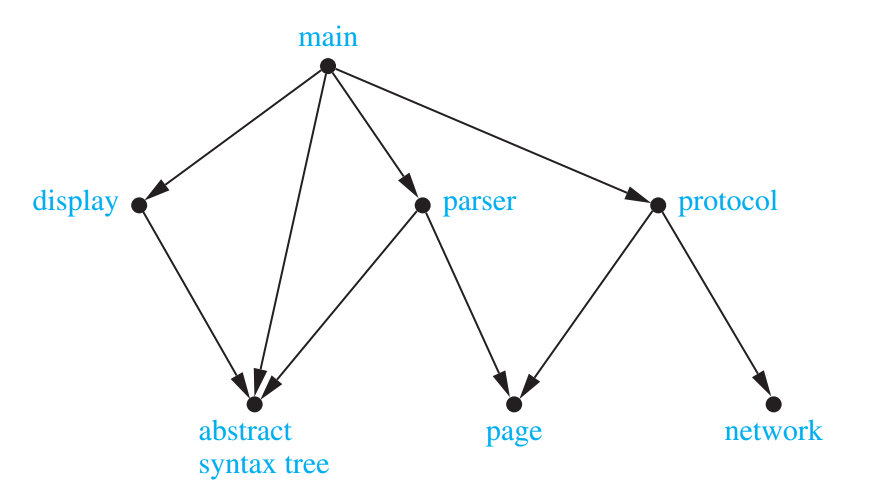 main
display
parser
protocol
abstract
syntax tree
page
network